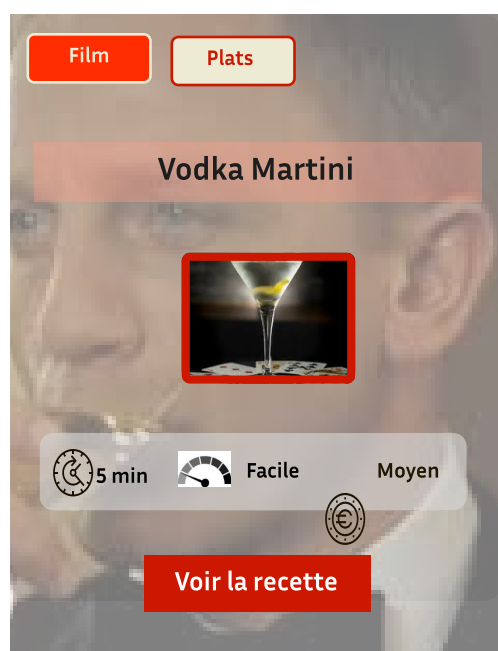 Film
Plats
Vodka Martini
5 min
Facile
Moyen
€
Voir la recette